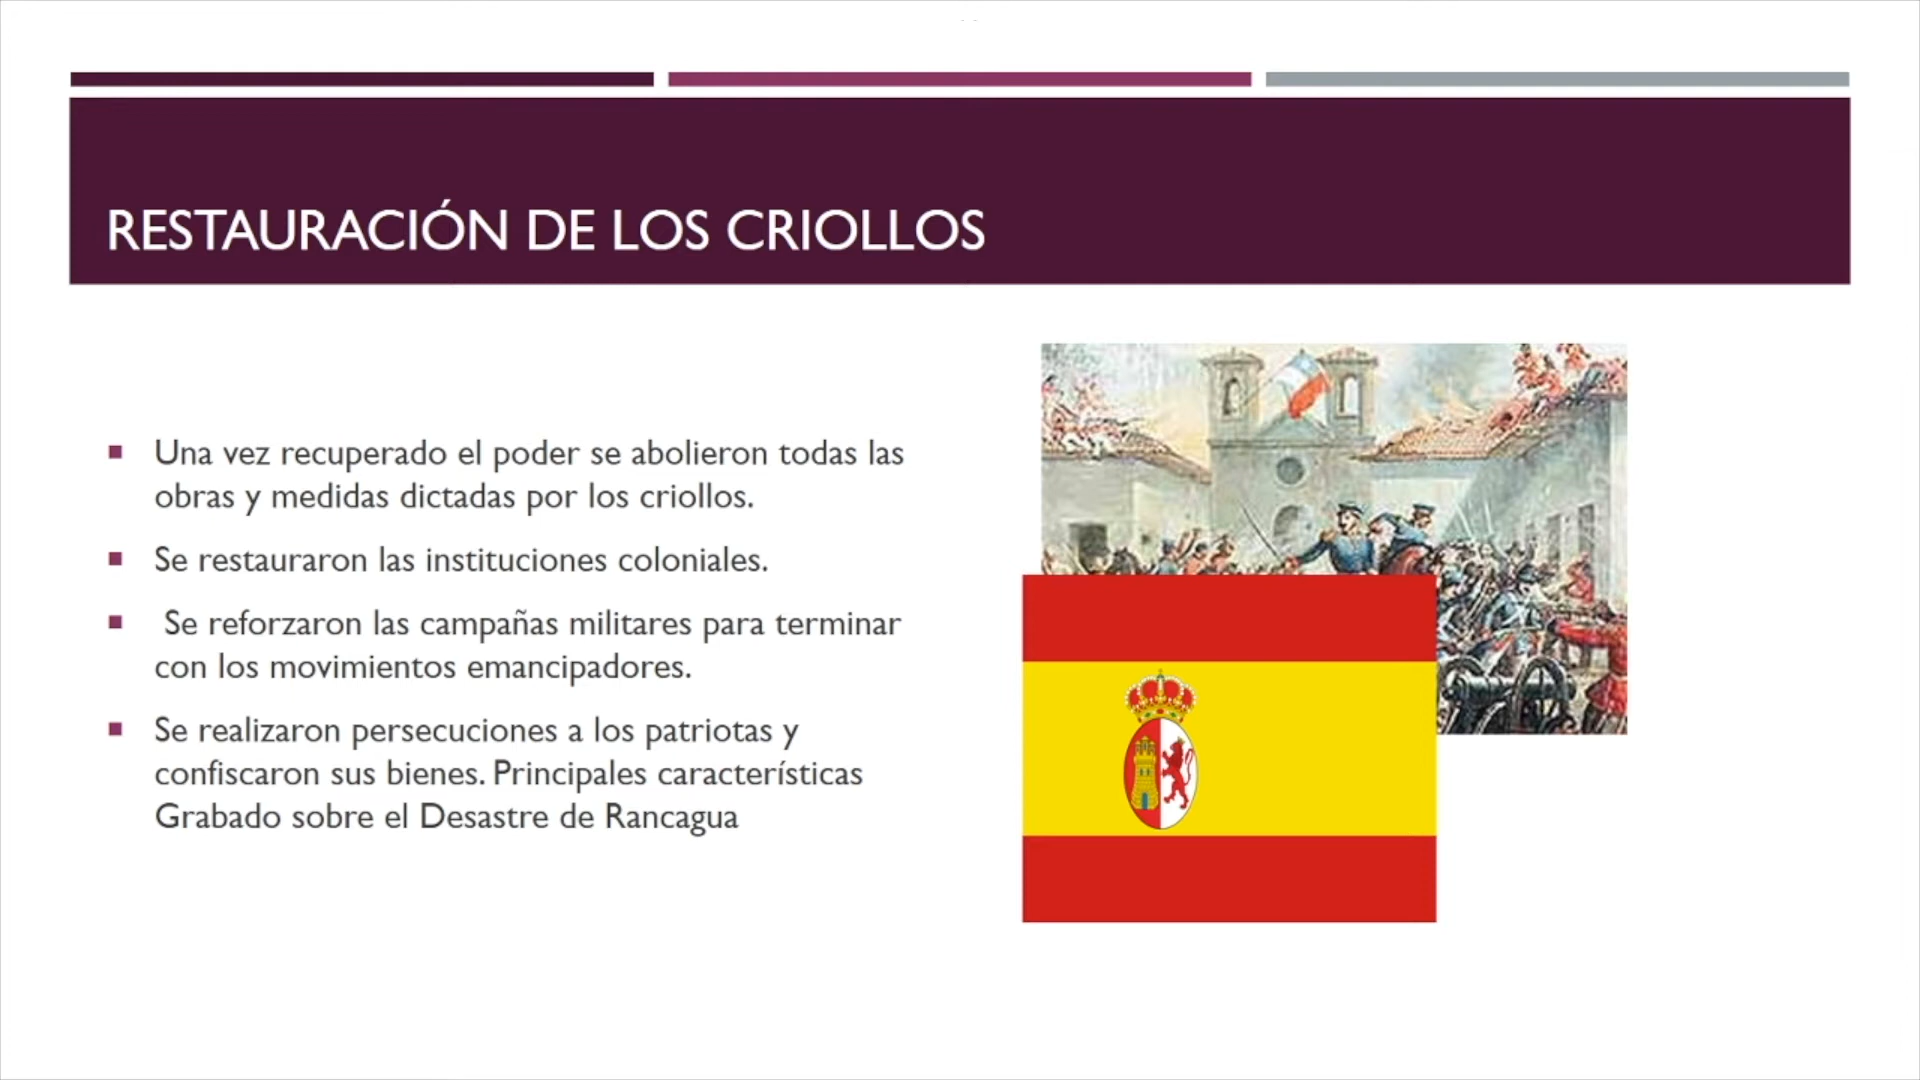 RESTAURACIÓN DE LOS CRIOLLOS
Una vez recuperado el poder se abolieron todas las
obras y medidas dictadas por los criollos.
Se restauraron las instituciones coloniales.
Se reforzaron las campañas militares para terminar
con los movimientos emancipadores.
Se realizaron persecuciones a los patriotas y
confiscaron sus bienes. Principales características
Grabado sobre el Desastre de Rancagua